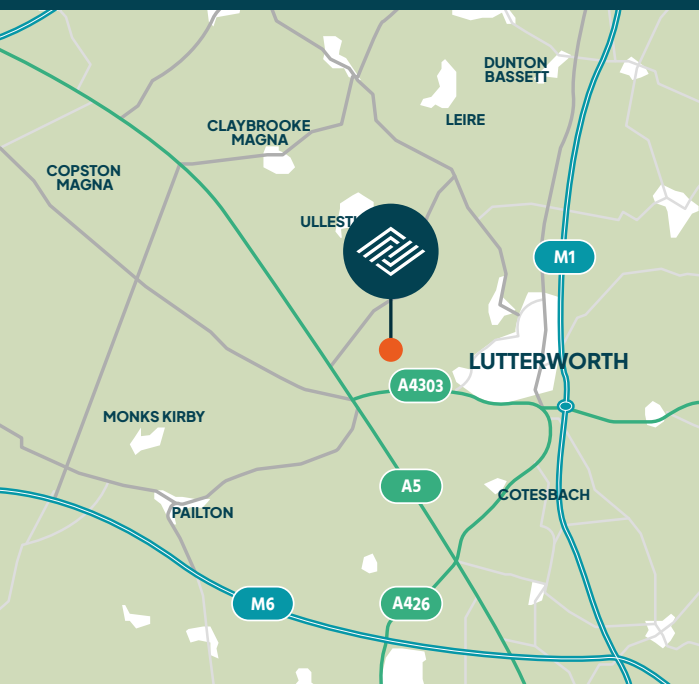 DUNTON
BASSETT
LEIRE
CLAYBROOKE
MAGNA
COPSTON
MAGNA
M1
LUTTERWORTH
A4303
MONKS KIRBY
A5
COTESBACH
PAILTON
M6
A426